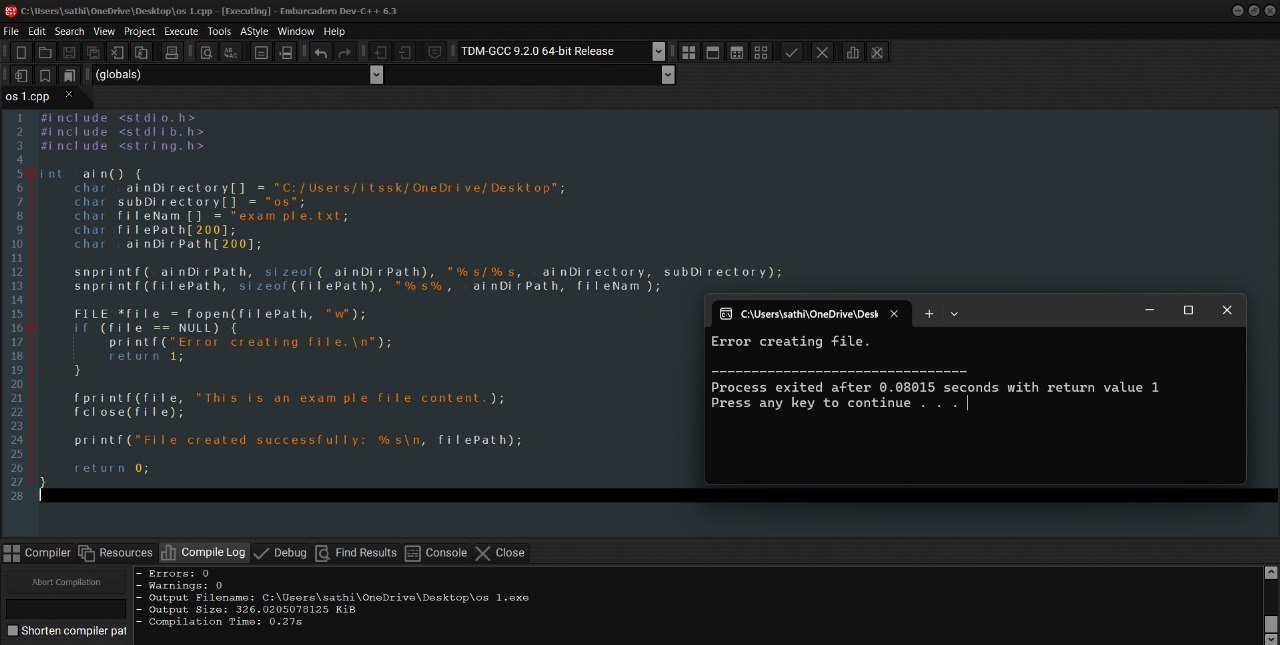 C:\Users\sathi\OneDrive\Desktop\os 1.cpp - [Executing] - Embarcadero Dev-C++ 6.3
File Edit Search View Project Execute Tools AStyle Window Help
TDM-GCC 9.2.0 64-bit Release
(globals)
os 1.cpp
1 #include <stdio.h>
2 #include <stdlib.h>
3 #include <string.h>
4
5 int ain() {
6 char ainDirectory[] = "C:/Users/itssk/OneDrive/Desktop";
7 char subDirectory[] = "os";
8 char fileNam [] = "exam ple.txt;
9 char filePath[200];
10 char ainDirPath[200];
11
12 snprintf( ainDirPath, sizeof( ainDirPath), "%s/%s, ainDirectory, subDirectory);
13 snprintf(filePath, sizeof(filePath), "%s%, ainDirPath, fileNam );
14
15 FILE *file = fopen(filePath, "w");
16 if (file == NULL) {
17 printf("Error creating file.\n");
18 return 1;
19 }
20
21 fprintf(file, "This is an exam ple file content.);
22 fclose(file);
23
24 printf("File created successfully: %s\n, filePath);
25
26 return 0;
27 }
28
C:\Users\sathi\OneDrive\Desk
Error creating file.
--------------------------------
Process exited after 0.08015 seconds with return value 1
Press any key to continue . . .
Compiler Resources Compile Log Debug Find Results Console Close
Abort Compilation
Shorten compiler pat
- Errors: 0
- Warnings: 0
- Output Filename: C:\Users\sathi\OneDrive\Desktop\os 1.exe
- Output Size: 326.0205078125 KiB
- Compilation Time: 0.27s